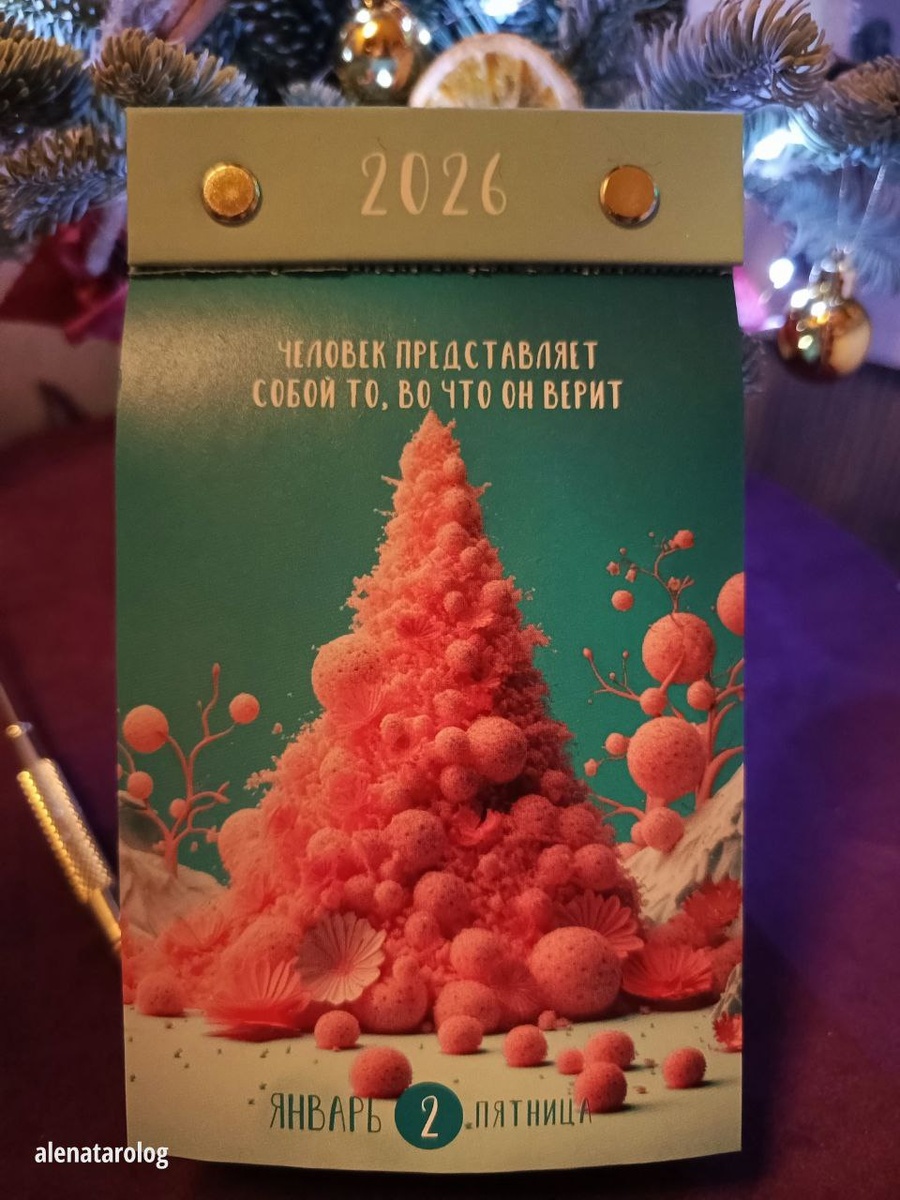 2026
ЧЕЛОВЕК ПРЕДСТАВЛЯЕТ
СОБОЙ ТО, ВО ЧТО ОН ВЕРИТ
ЯНВАРЬ 2 ПЯТНИЦА
alenatarolog